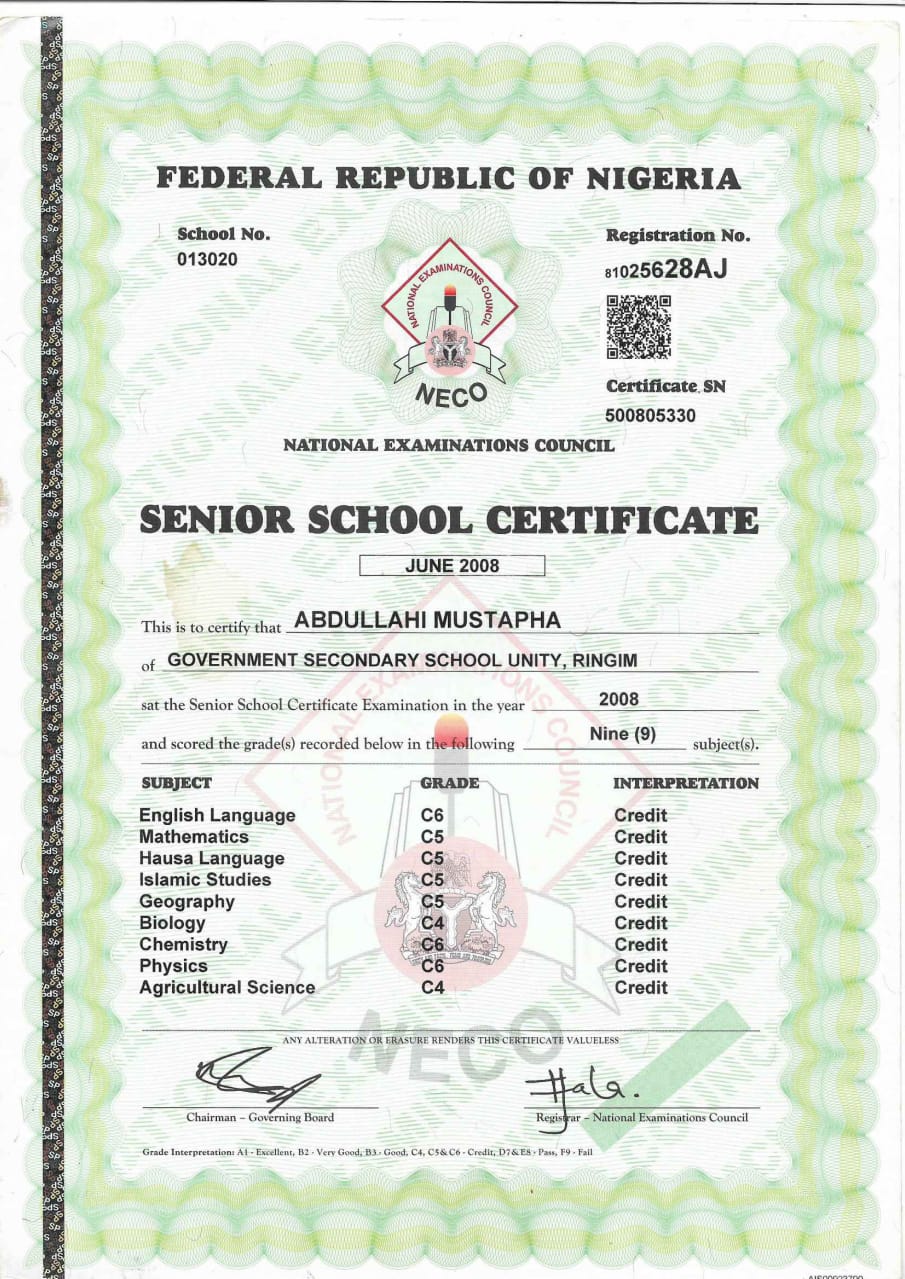 FEDERAL REPUBLIC OF NIGERIA
School No.
013020
Registration No.
81025628AJ
NATIONAL EXAMINATIONS COUNCIL
NECO
Certificate SN
500805330
NATIONAL EXAMINATIONS COUNCIL
SENIOR SCHOOL CERTIFICATE
JUNE 2008
This is to certify that ABDULLAHI MUSTAPHA
of GOVERNMENT SECONDARY SCHOOL UNITY, RINGIM
sat the Senior School Certificate Examination in the year 2008
and scored the grade(s) recorded below in the following Nine (9) subject(s).
SUBJECT GRADE INTERPRETATION
English Language C6 Credit
Mathematics C5 Credit
Hausa Language C5 Credit
Islamic Studies C5 Credit
Geography C5 Credit
Biology C4 Credit
Chemistry C6 Credit
Physics C6 Credit
Agricultural Science C4 Credit
NATIONAL EXAMINATIONS COUNCIL
NECO
ANY ALTERATION OR ERASURE RENDERS THIS CERTIFICATE VALUELESS
Chairman – Governing Board
Registrar – National Examinations Council
Grade Interpretation: A1 - Excellent, B2 - Very Good, B3 - Good, C4, C5 & C6 - Credit, D7 & E8 - Pass, F9 - Fail